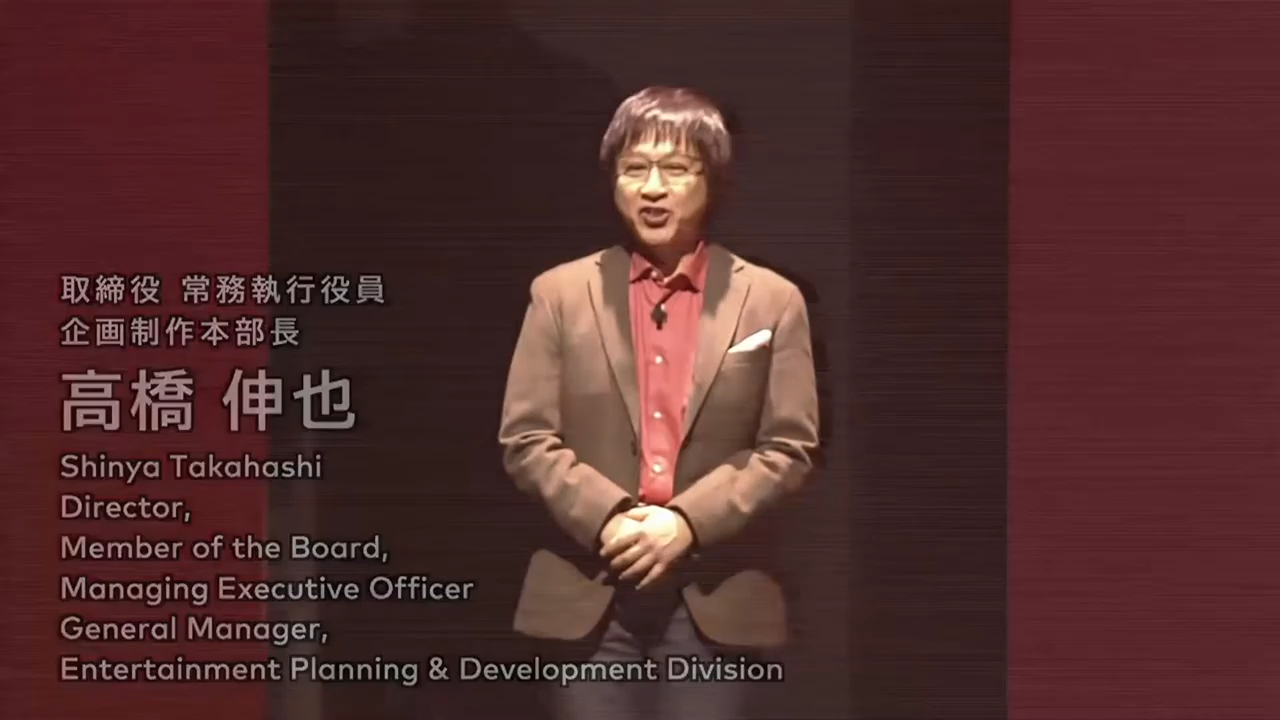 取締役 常務執行役員
企画制作本部長
高橋 伸也
Shinya Takahashi
Director,
Member of the Board,
Managing Executive Officer
General Manager,
Entertainment Planning & Development Division